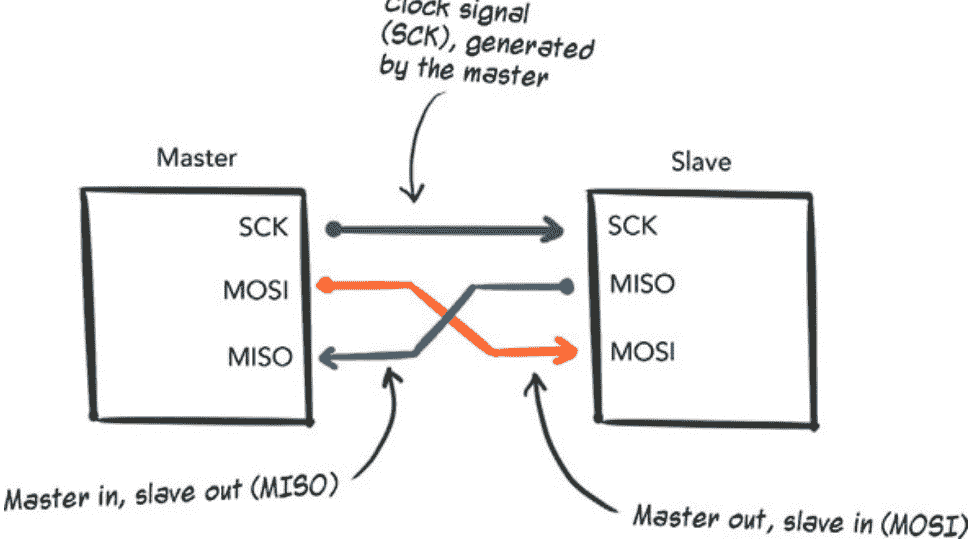 Clock signal
(SCK), generated
by the master
Master
Slave
SCK
SCK
MOSI
MISO
MISO
MOSI
Master in, slave out (MISO)
Master out, slave in (MOSI)